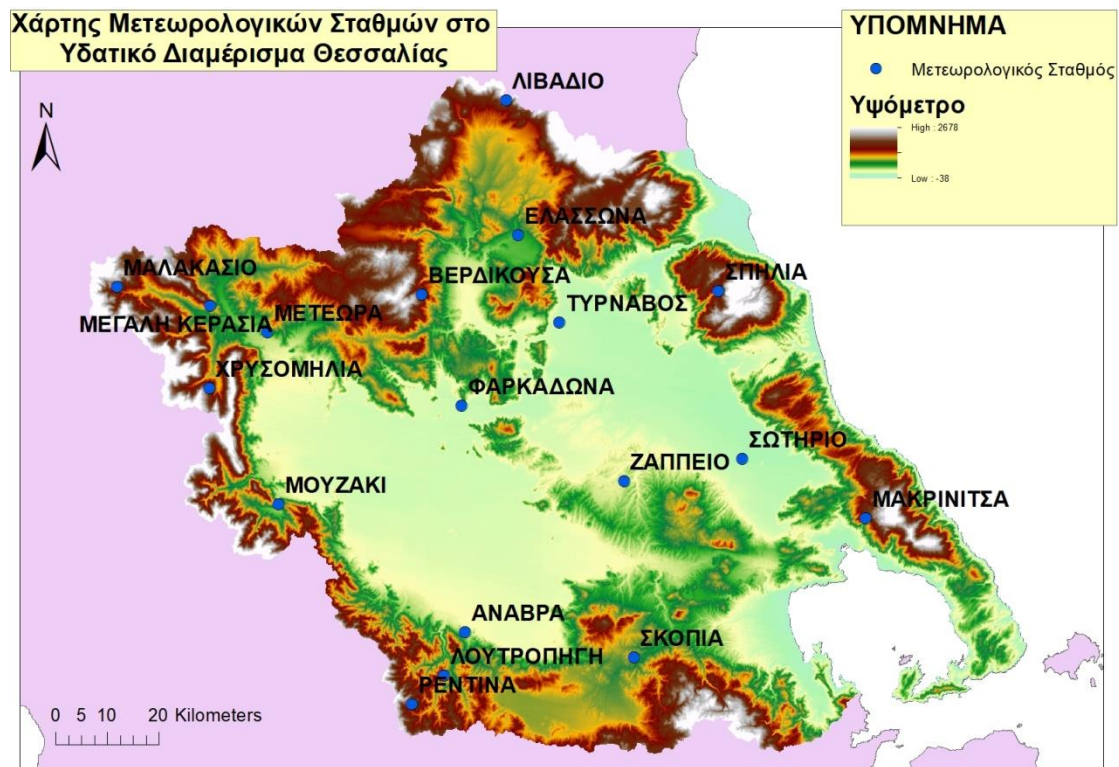 Χάρτης Μετεωρολογικών Σταθμών στο
Υδατικό Διαμέρισμα Θεσσαλίας
ΥΠΟΜΝΗΜΑ
Μετεωρολογικός Σταθμός
Υψόμετρο
High : 2678
Low : -38
N
ΛΙΒΑΔΙΟ
ΕΛΑΣΣΩΝΑ
ΜΑΛΑΚΑΣΙΟ
ΒΕΡΔΙΚΟΥΣΑ
ΣΠΗΛΙΑ
ΤΥΡΝΑΒΟΣ
ΜΕΓΑΛΗ ΚΕΡΑΣΙΑ
ΜΕΤΕΩΡΑ
ΧΡΥΣΟΜΗΛΙΑ
ΦΑΡΚΑΔΩΝΑ
ΣΩΤΗΡΙΟ
ΖΑΠΠΕΙΟ
ΜΟΥΖΑΚΙ
ΜΑΚΡΙΝΙΤΣΑ
ΑΝΑΒΡΑ
ΣΚΟΠΙΑ
ΛΟΥΤΡΟΠΗΓΗ
ΡΕΝΤΙΝΑ
0 5 10 20 Kilometers